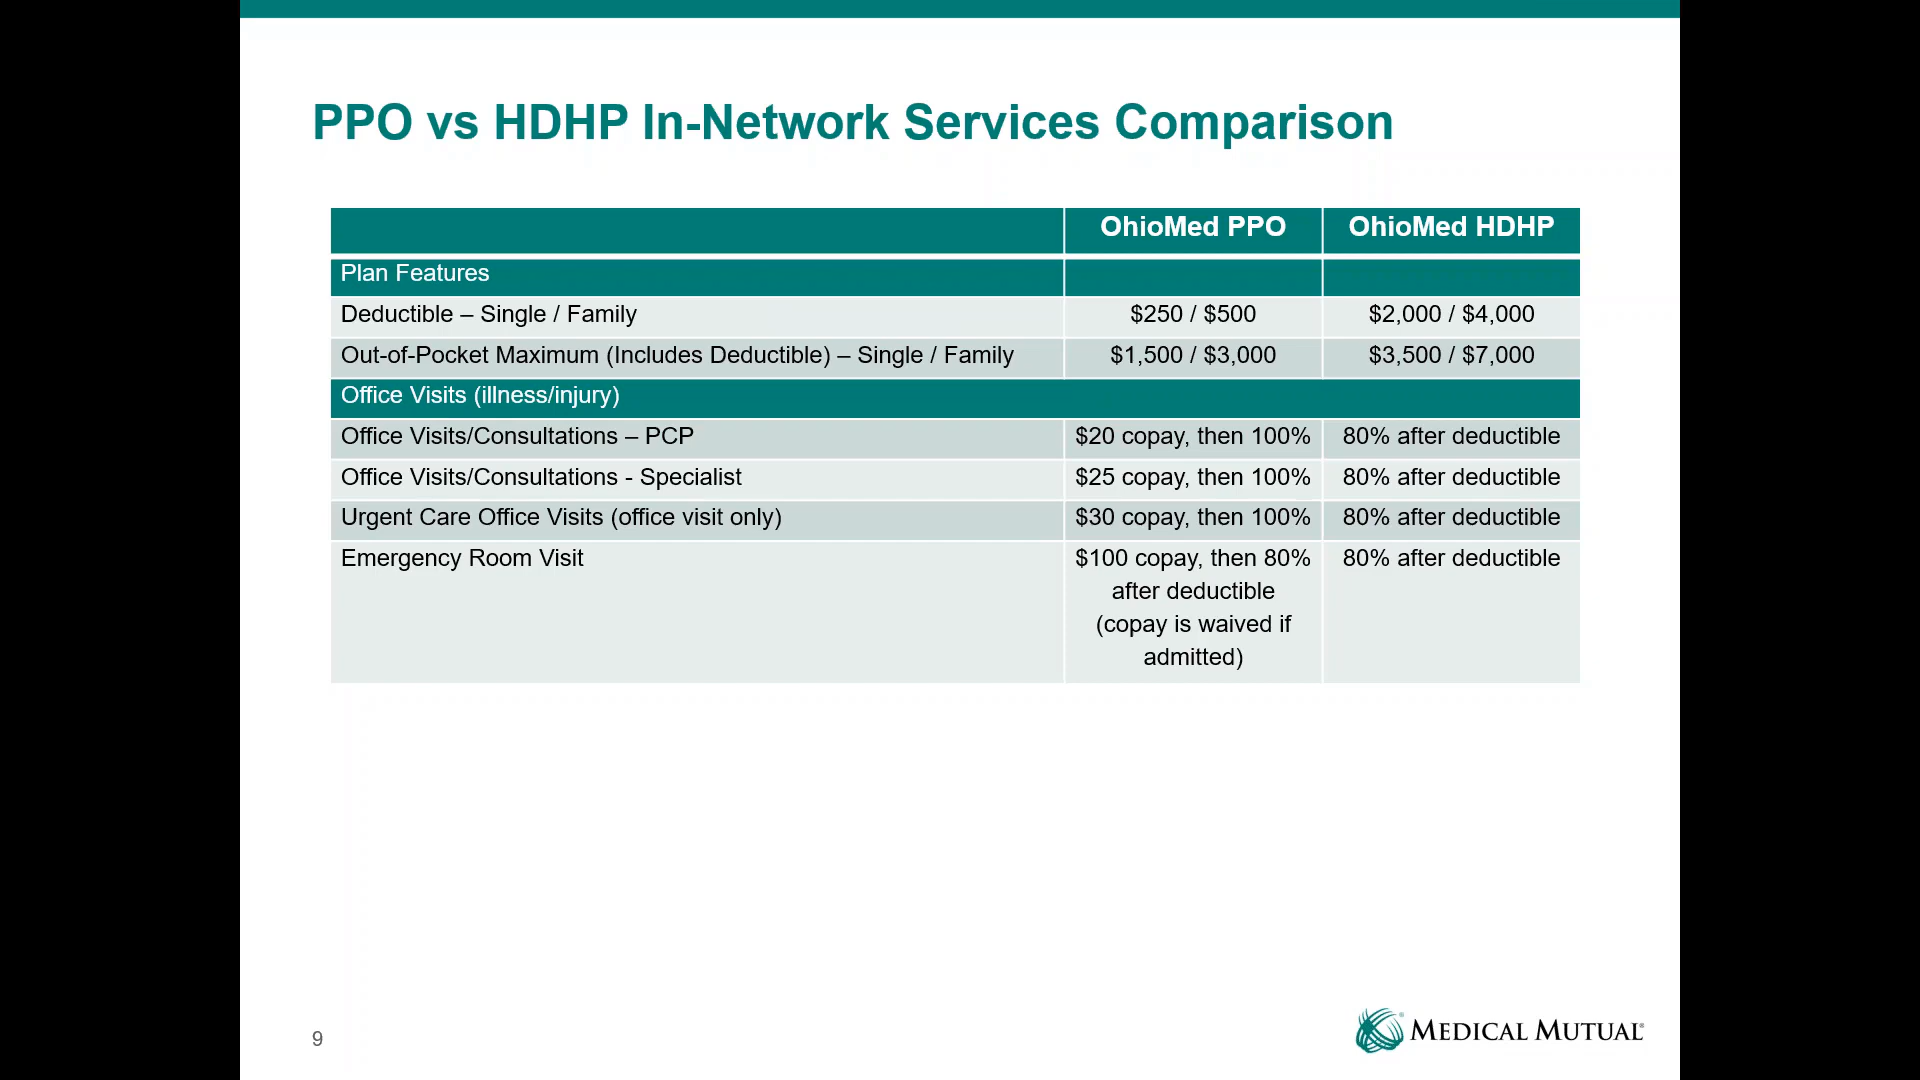 PPO vs HDHP In-Network Services Comparison
OhioMed PPO OhioMed HDHP
Plan Features
Deductible – Single / Family $250 / $500 $2,000 / $4,000
Out-of-Pocket Maximum (Includes Deductible) – Single / Family $1,500 / $3,000 $3,500 / $7,000
Office Visits (illness/injury)
Office Visits/Consultations – PCP $20 copay, then 100% 80% after deductible
Office Visits/Consultations - Specialist $25 copay, then 100% 80% after deductible
Urgent Care Office Visits (office visit only) $30 copay, then 100% 80% after deductible
Emergency Room Visit $100 copay, then 80% 80% after deductible
after deductible
(copay is waived if
admitted)
9
MEDICAL MUTUAL®